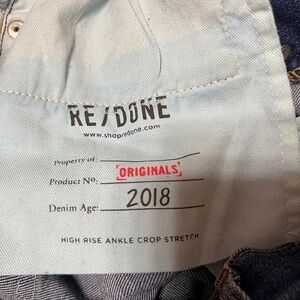 RE/DONE
www.shopredone.com
Property of:
Product No. [ORIGINALS]
Denim Age: 2018
HIGH RISE ANKLE CROP STRETCH